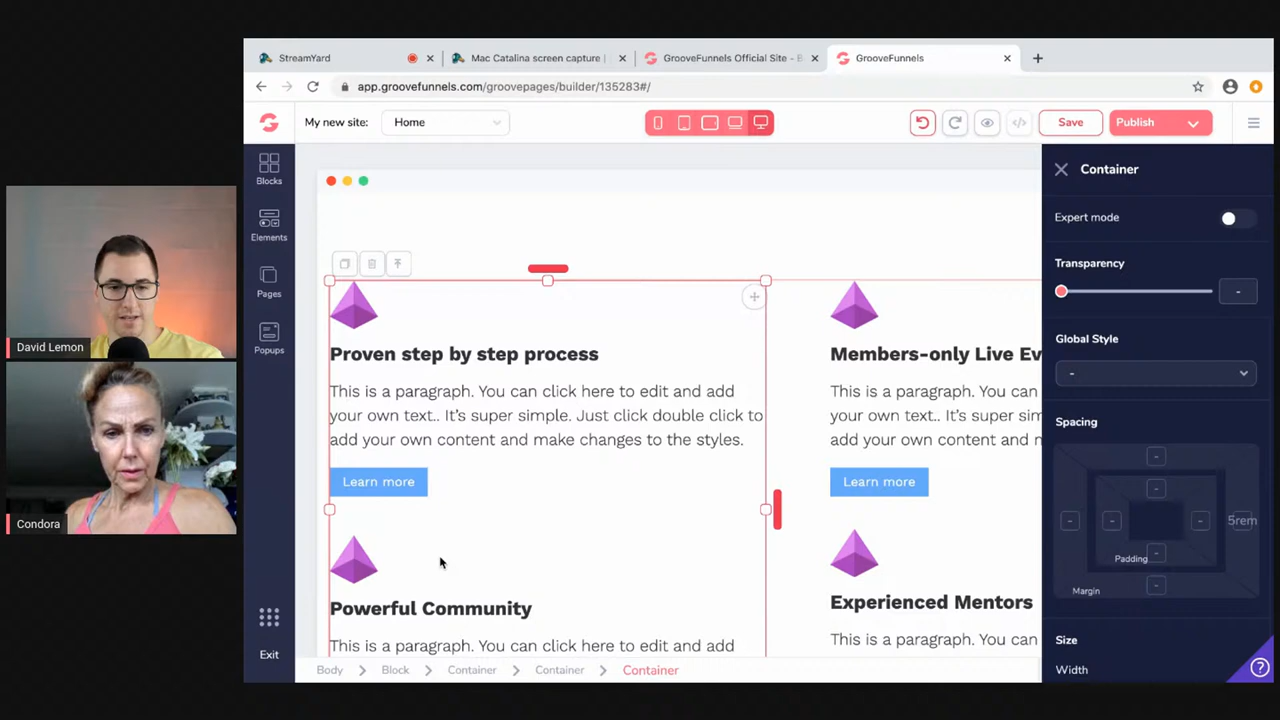 StreamYard
Mac Catalina screen capture |
GrooveFunnels Official Site - B
GrooveFunnels
app.groovefunnels.com/groovepages/builder/135283#/
My new site:
Home
Save
Publish
Blocks
Elements
Pages
Popups
Exit
David Lemon
Condora
Proven step by step process
This is a paragraph. You can click here to edit and add
your own text.. It's super simple. Just click double click to
add your own content and make changes to the styles.
Learn more
Powerful Community
This is a paragraph. You can click here to edit and add
Members-only Live Ev
This is a paragraph. You can
your own text.. It's super sim
add your own content and m
Learn more
Experienced Mentors
This is a paragraph. You can
Body
Block
Container
Container
Container
Container
Expert mode
Transparency
-
Global Style
-
Spacing
-
-
-
-
-
5rem
Padding
-
Margin
-
Size
Width
?